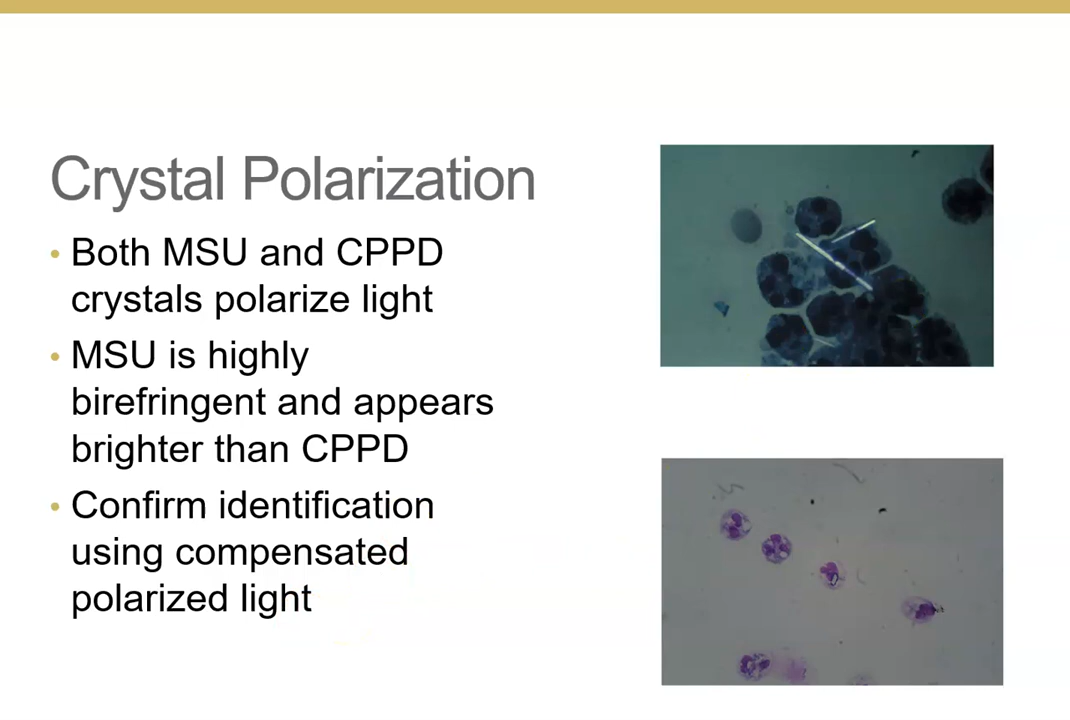 Crystal Polarization
• Both MSU and CPPD
crystals polarize light
• MSU is highly
birefringent and appears
brighter than CPPD
• Confirm identification
using compensated
polarized light